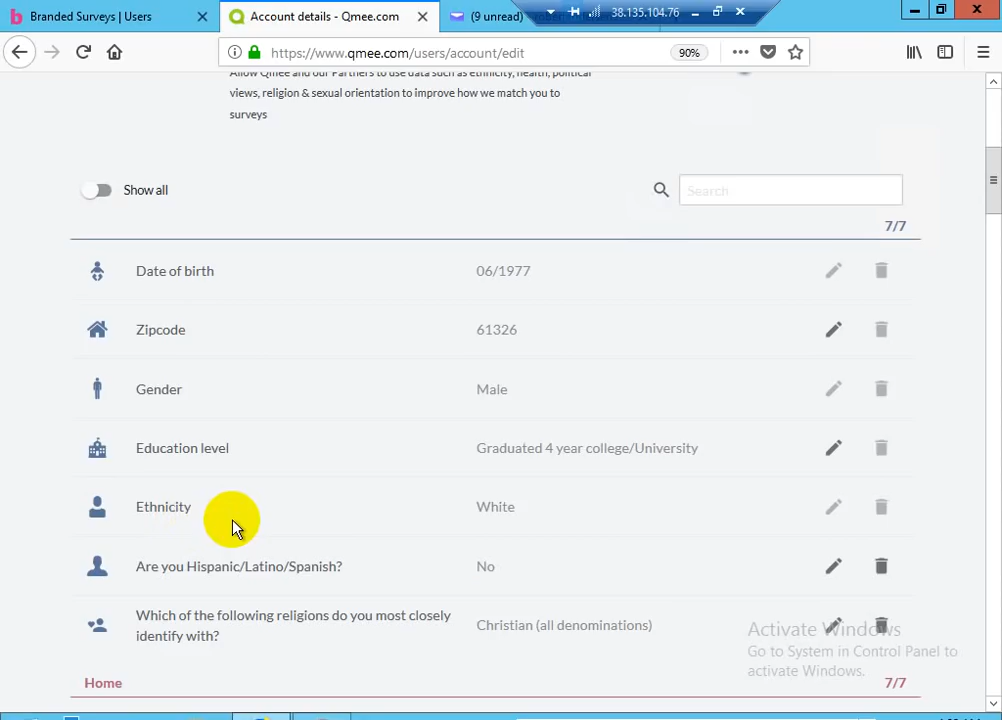 Branded Surveys | Users
Account details - Qmee.com
(9 unread)
38.135.104.76
https://www.qmee.com/users/account/edit
90%
Allow Qmee and our Partners to use data such as ethnicity, health, political
views, religion & sexual orientation to improve how we match you to
surveys
Show all
Search
7/7
Date of birth 06/1977
Zipcode 61326
Gender Male
Education level Graduated 4 year college/University
Ethnicity White
Are you Hispanic/Latino/Spanish? No
Which of the following religions do you most closely
identify with?
Christian (all denominations)
Activate Windows
Go to System in Control Panel to
activate Windows.
Home 7/7